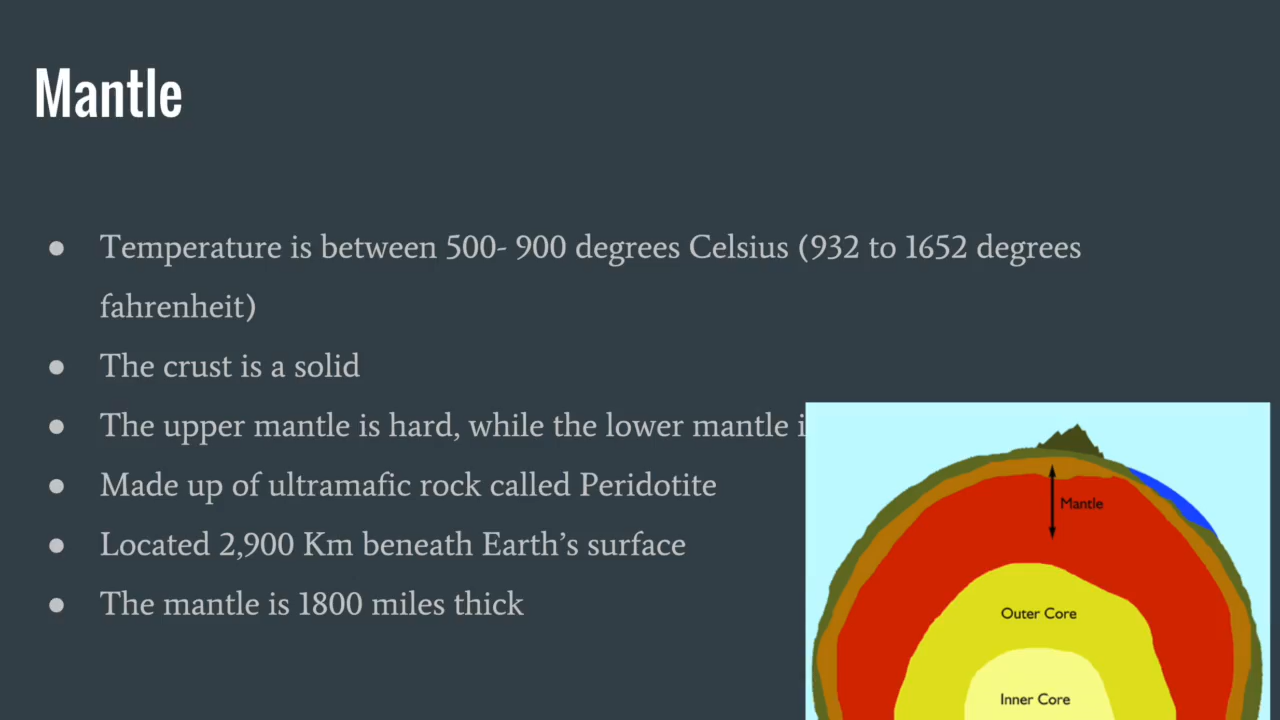 Mantle
● Temperature is between 500- 900 degrees Celsius (932 to 1652 degrees
fahrenheit)
● The crust is a solid
● The upper mantle is hard, while the lower mantle
● Made up of ultramafic rock called Peridotite
● Located 2,900 Km beneath Earth's surface
● The mantle is 1800 miles thick
Mantle
Outer Core
Inner Core